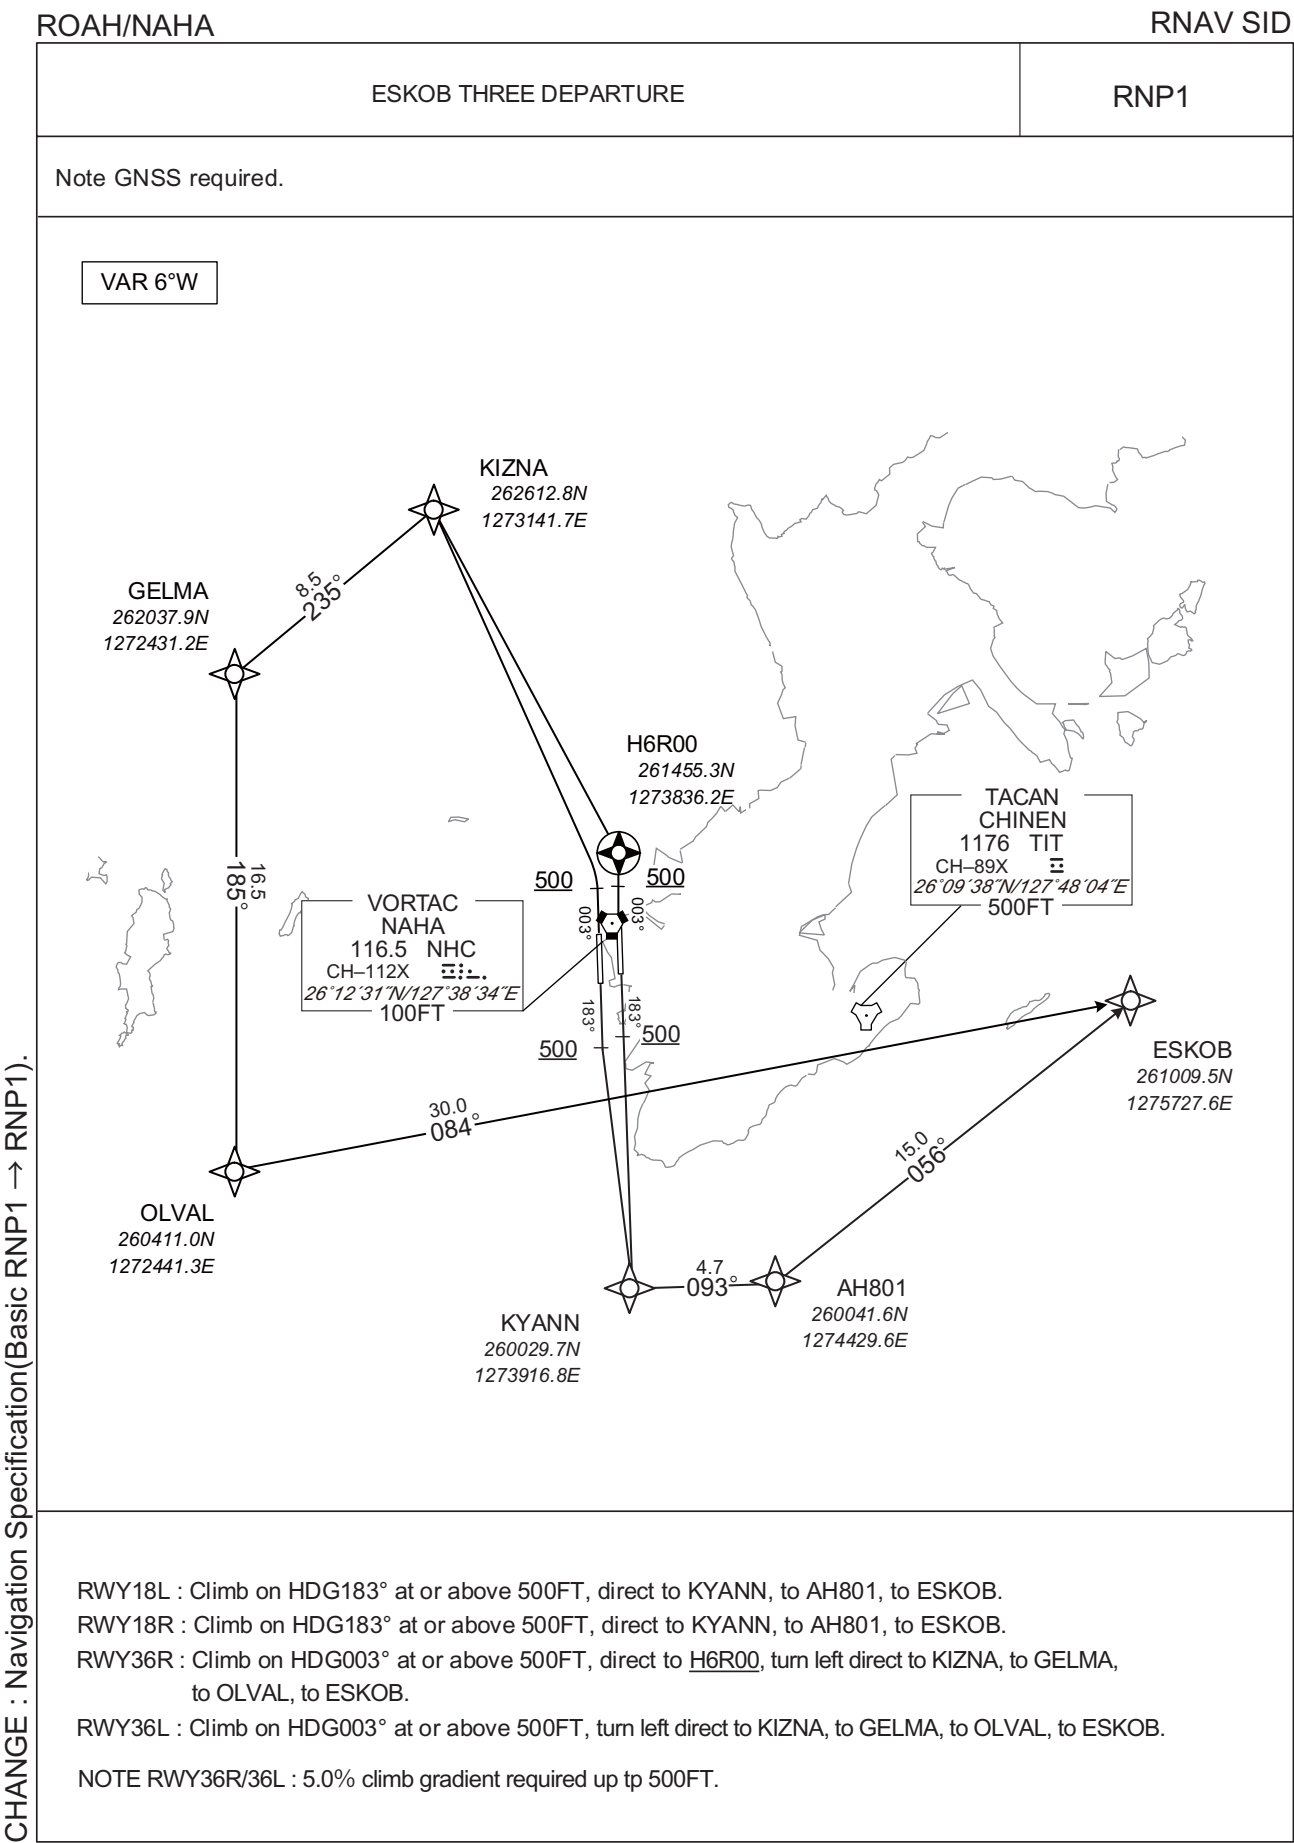 ROAH/NAHA
RNAV SID
ESKOB THREE DEPARTURE
RNP1
Note GNSS required.
VAR 6°W
KIZNA
262612.8N
1273141.7E
8.5
235°
GELMA
262037.9N
1272431.2E
H6R00
261455.3N
1273836.2E
TACAN
CHINEN
1176 TIT
CH–89X
26°09´38˝N/127°48´04˝E
500FT
16.5
185°
500
500
VORTAC
NAHA
116.5 NHC
CH–112X
26°12´31˝N/127°38´34˝E
100FT
003°
003°
183°
183°
500
500
ESKOB
261009.5N
1275727.6E
30.0
084°
15.0
056°
OLVAL
260411.0N
1272441.3E
4.7
093°
AH801
260041.6N
1274429.6E
KYANN
260029.7N
1273916.8E
RWY18L : Climb on HDG183° at or above 500FT, direct to KYANN, to AH801, to ESKOB.
RWY18R : Climb on HDG183° at or above 500FT, direct to KYANN, to AH801, to ESKOB.
RWY36R : Climb on HDG003° at or above 500FT, direct to H6R00, turn left direct to KIZNA, to GELMA,
to OLVAL, to ESKOB.
RWY36L : Climb on HDG003° at or above 500FT, turn left direct to KIZNA, to GELMA, to OLVAL, to ESKOB.
NOTE RWY36R/36L : 5.0% climb gradient required up tp 500FT.
CHANGE : Navigation Specification(Basic RNP1 → RNP1).